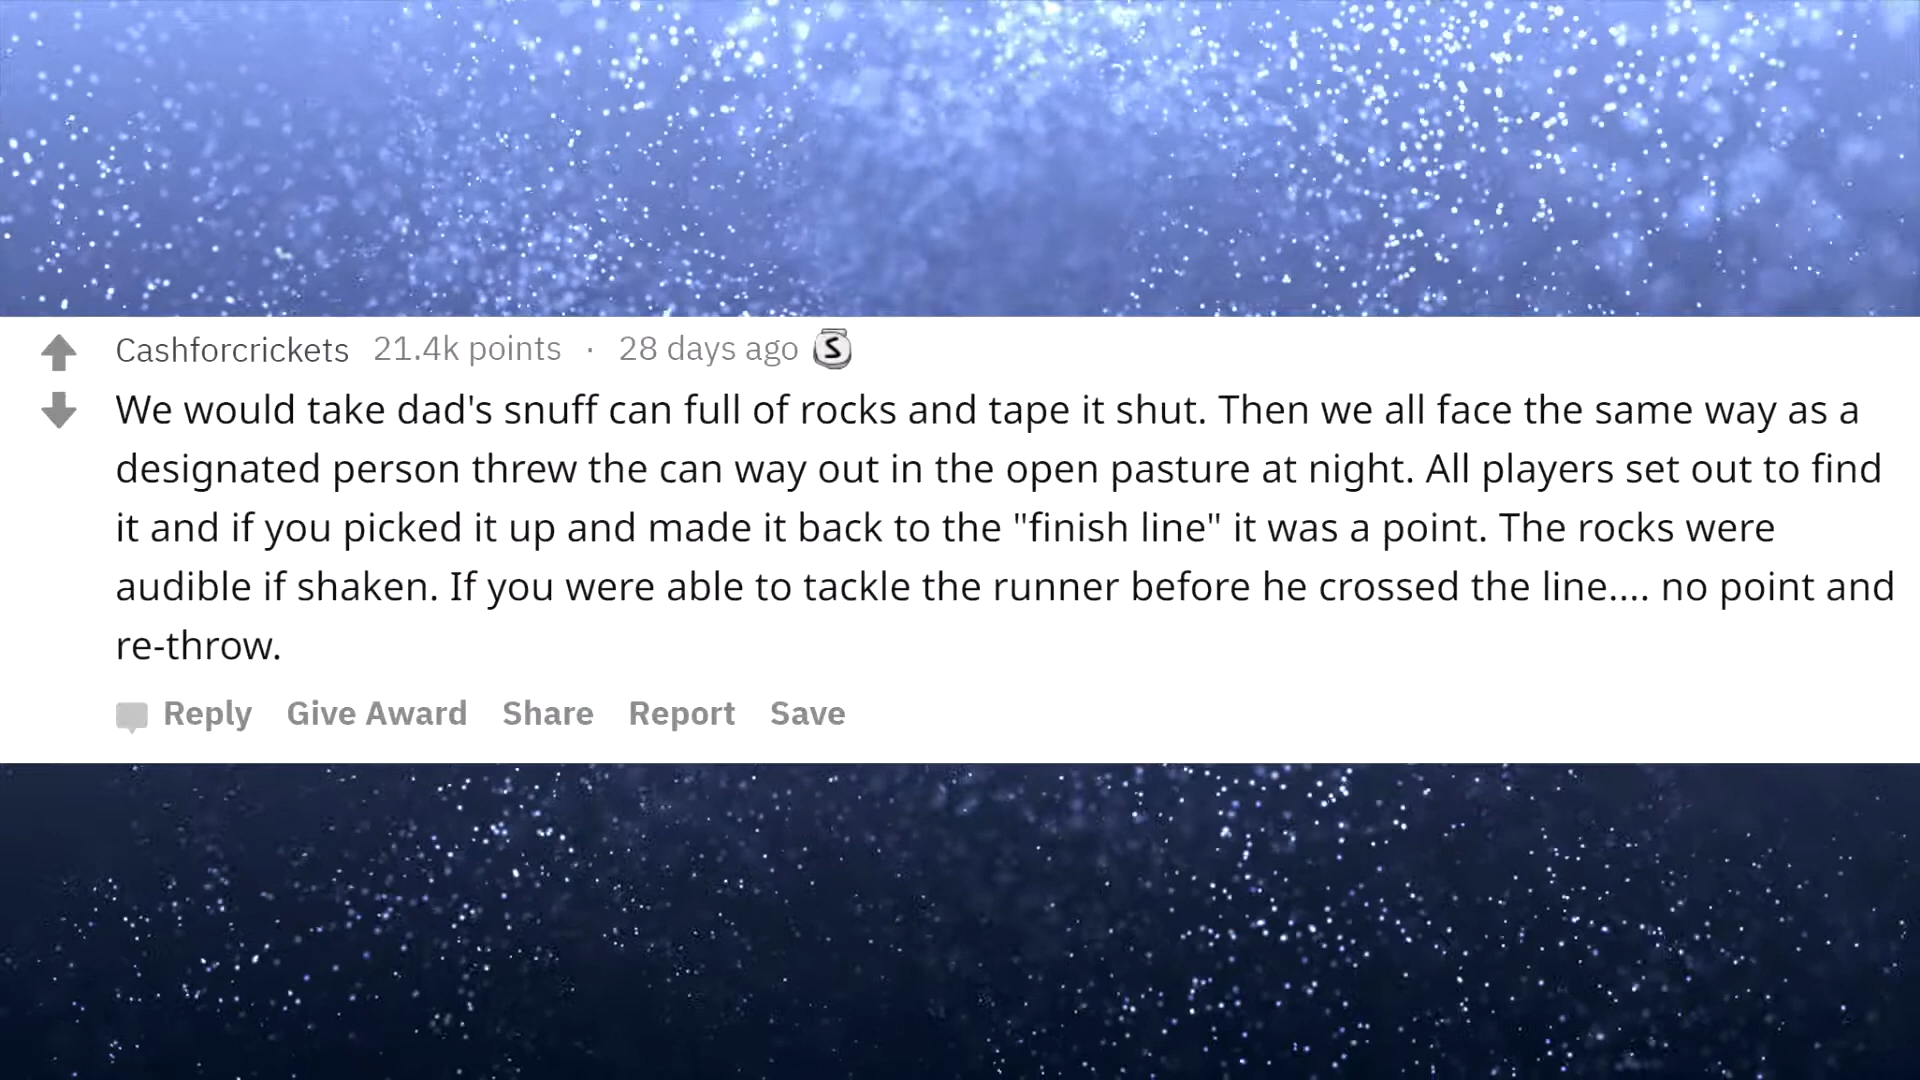 Cashforcrickets 21.4k points · 28 days ago S
We would take dad's snuff can full of rocks and tape it shut. Then we all face the same way as a
designated person threw the can way out in the open pasture at night. All players set out to find
it and if you picked it up and made it back to the "finish line" it was a point. The rocks were
audible if shaken. If you were able to tackle the runner before he crossed the line.... no point and
re-throw.
Reply Give Award Share Report Save